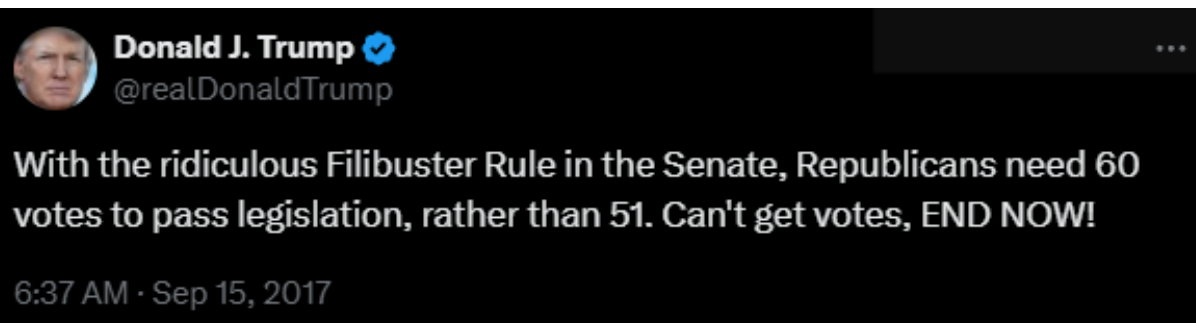 Donald J. Trump
@realDonaldTrump
With the ridiculous Filibuster Rule in the Senate, Republicans need 60
votes to pass legislation, rather than 51. Can't get votes, END NOW!
6:37 AM · Sep 15, 2017